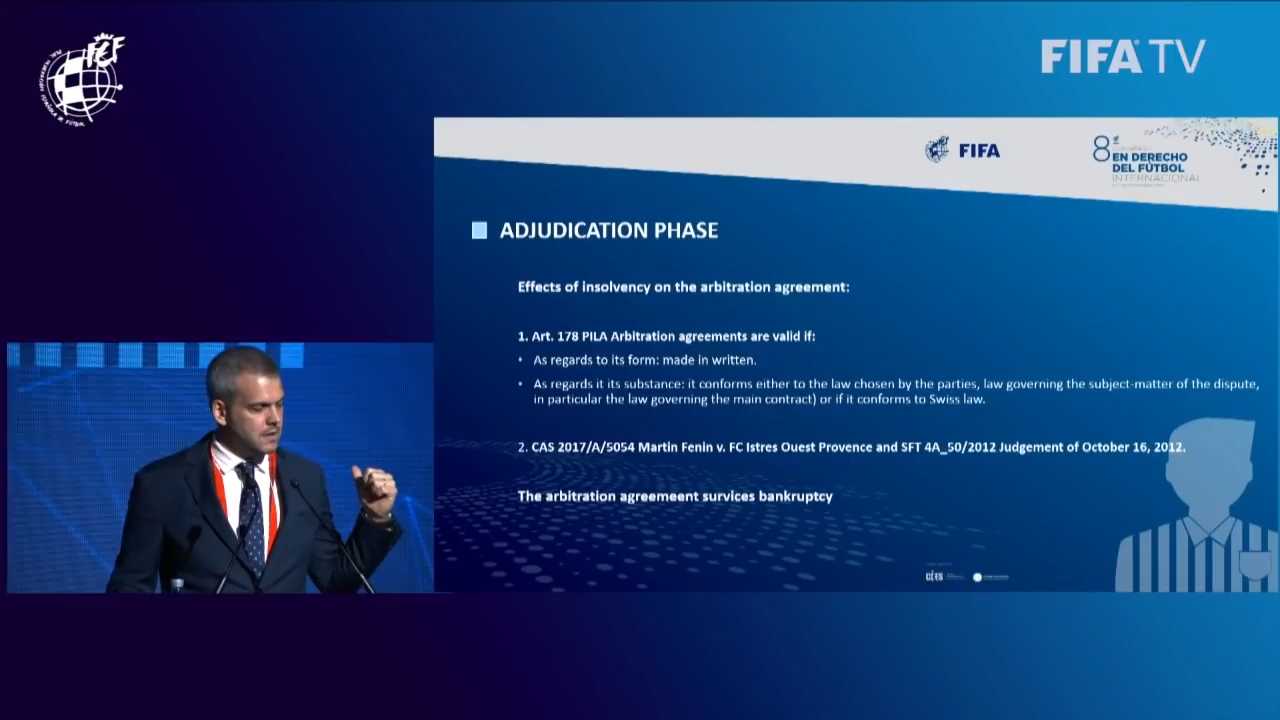 FIFA TV
FIFA
8º
EN DERECHO
DEL FÚTBOL
INTERNACIONAL
ADJUDICATION PHASE
Effects of insolvency on the arbitration agreement:
1. Art. 178 PILA Arbitration agreements are valid if:
• As regards to its form: made in written.
• As regards it its substance: it conforms either to the law chosen by the parties, law governing the subject-matter of the dispute,
in particular the law governing the main contract) or if it conforms to Swiss law.
2. CAS 2017/A/5054 Martin Fenin v. FC Istres Ouest Provence and SFT 4A_50/2012 Judgement of October 16, 2012.
The arbitration agreemeent survices bankruptcy